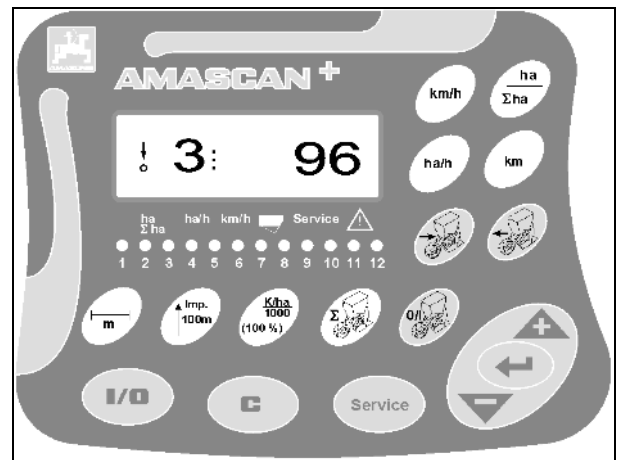 AMASCAN +
km/h
ha
Σha
3: 96
ha/h
km
ha
Σ ha
ha/h km/h Service
1 2 3 4 5 6 7 8 9 10 11 12
m
Imp.
100m
K/ha
1000
(100 %)
Σ
0/I
I/O
C
Service
+
−